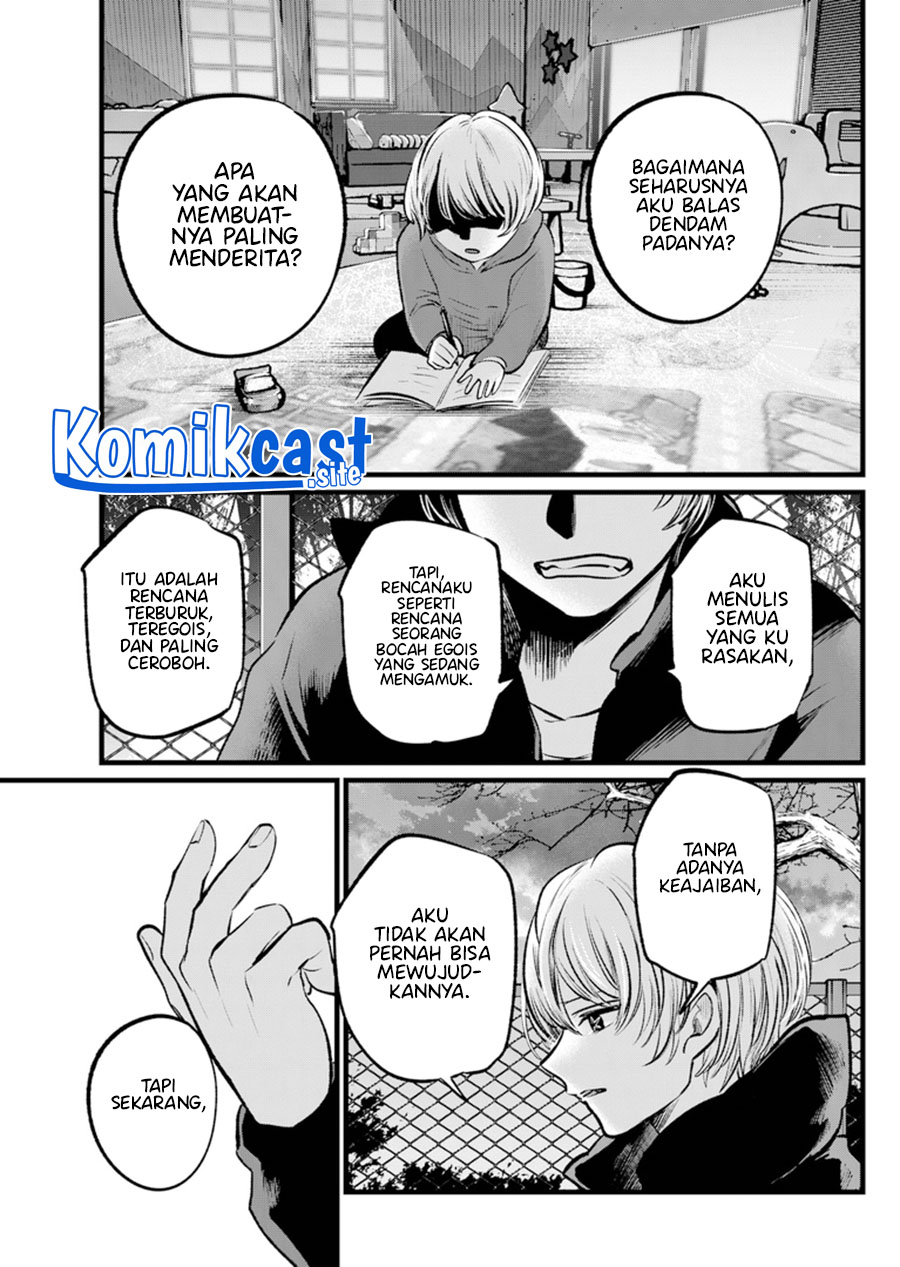 BAGAIMANA
SEHARUSNYA
AKU BALAS
DENDAM
PADANYA?
APA
YANG AKAN
MEMBUAT-
NYA PALING
MENDERITA?
Komikcast
.site
AKU
MENULIS
SEMUA
YANG KU
RASAKAN,
TAPI,
RENCANAKU
SEPERTI
RENCANA
SEORANG
BOCAH EGOIS
YANG SEDANG
MENGAMUK.
ITU ADALAH
RENCANA
TERBURUK,
TEREGOIS,
DAN PALING
CEROBOH.
TANPA
ADANYA
KEAJAIBAN,
AKU
TIDAK AKAN
PERNAH BISA
MEWUJUD-
KANNYA.
TAPI
SEKARANG,